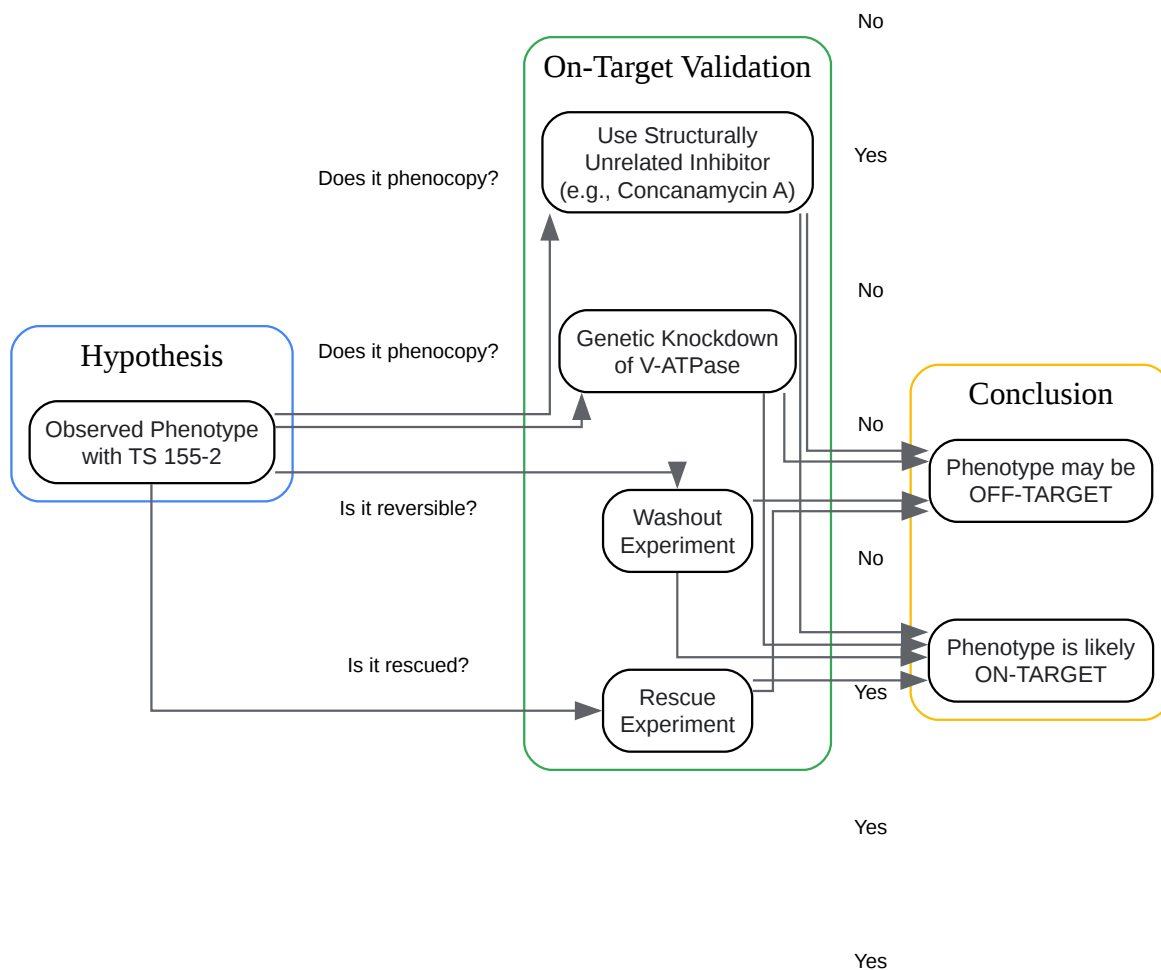 No
On-Target Validation
Use Structurally
Unrelated Inhibitor
(e.g., Concanamycin A)
Yes
Does it phenocopy?
No
Genetic Knockdown
of V-ATPase
Does it phenocopy?
Hypothesis
Observed Phenotype
with TS 155-2
Conclusion
No
Phenotype may be
OFF-TARGET
Is it reversible?
Washout
Experiment
No
Is it rescued?
Phenotype is likely
ON-TARGET
Rescue
Experiment
Yes
Yes
Yes